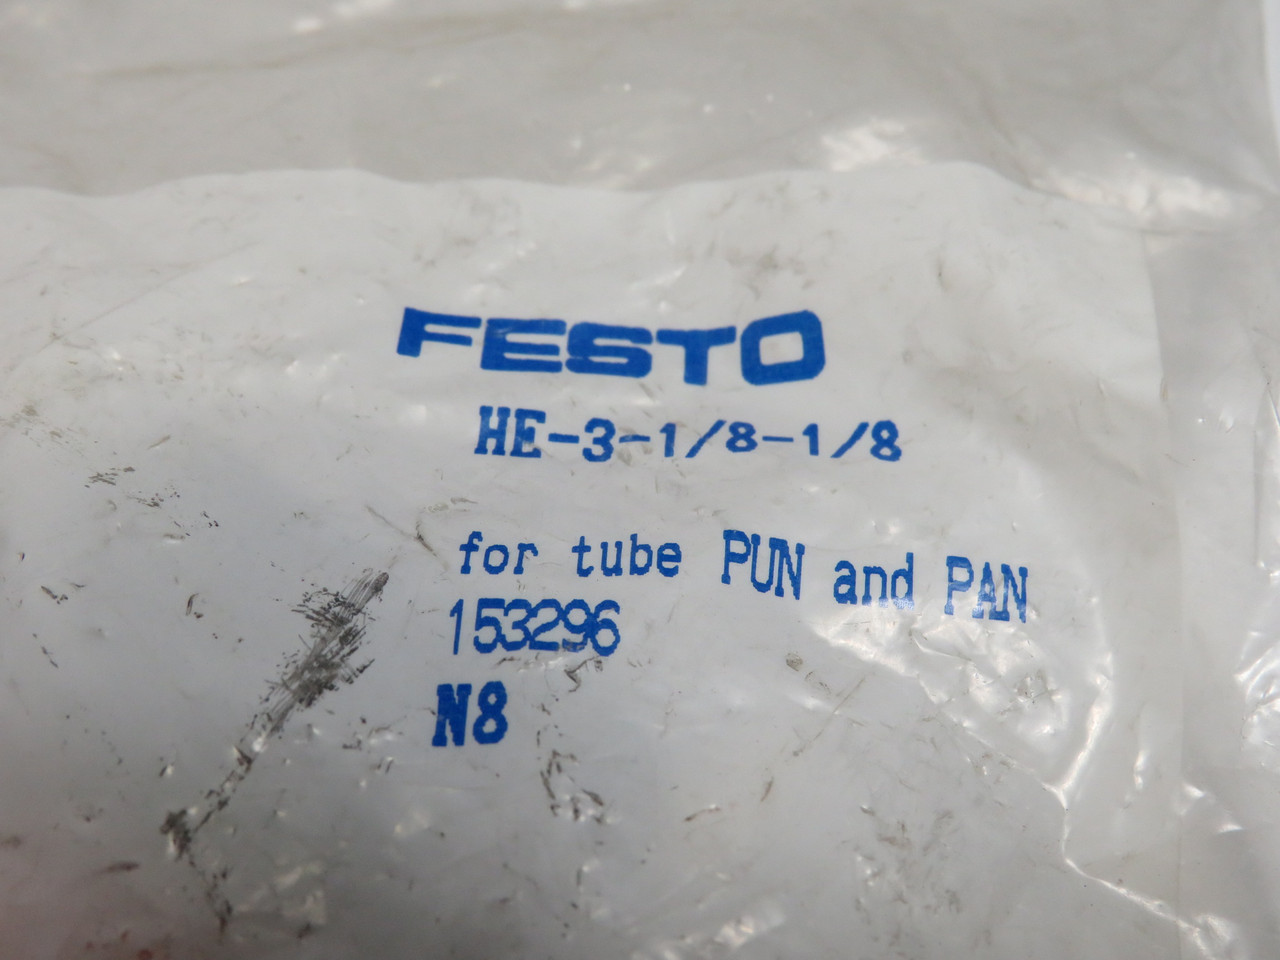 FESTO
HE-3-1/8-1/8
for tube PUN and PAN
153296
N8